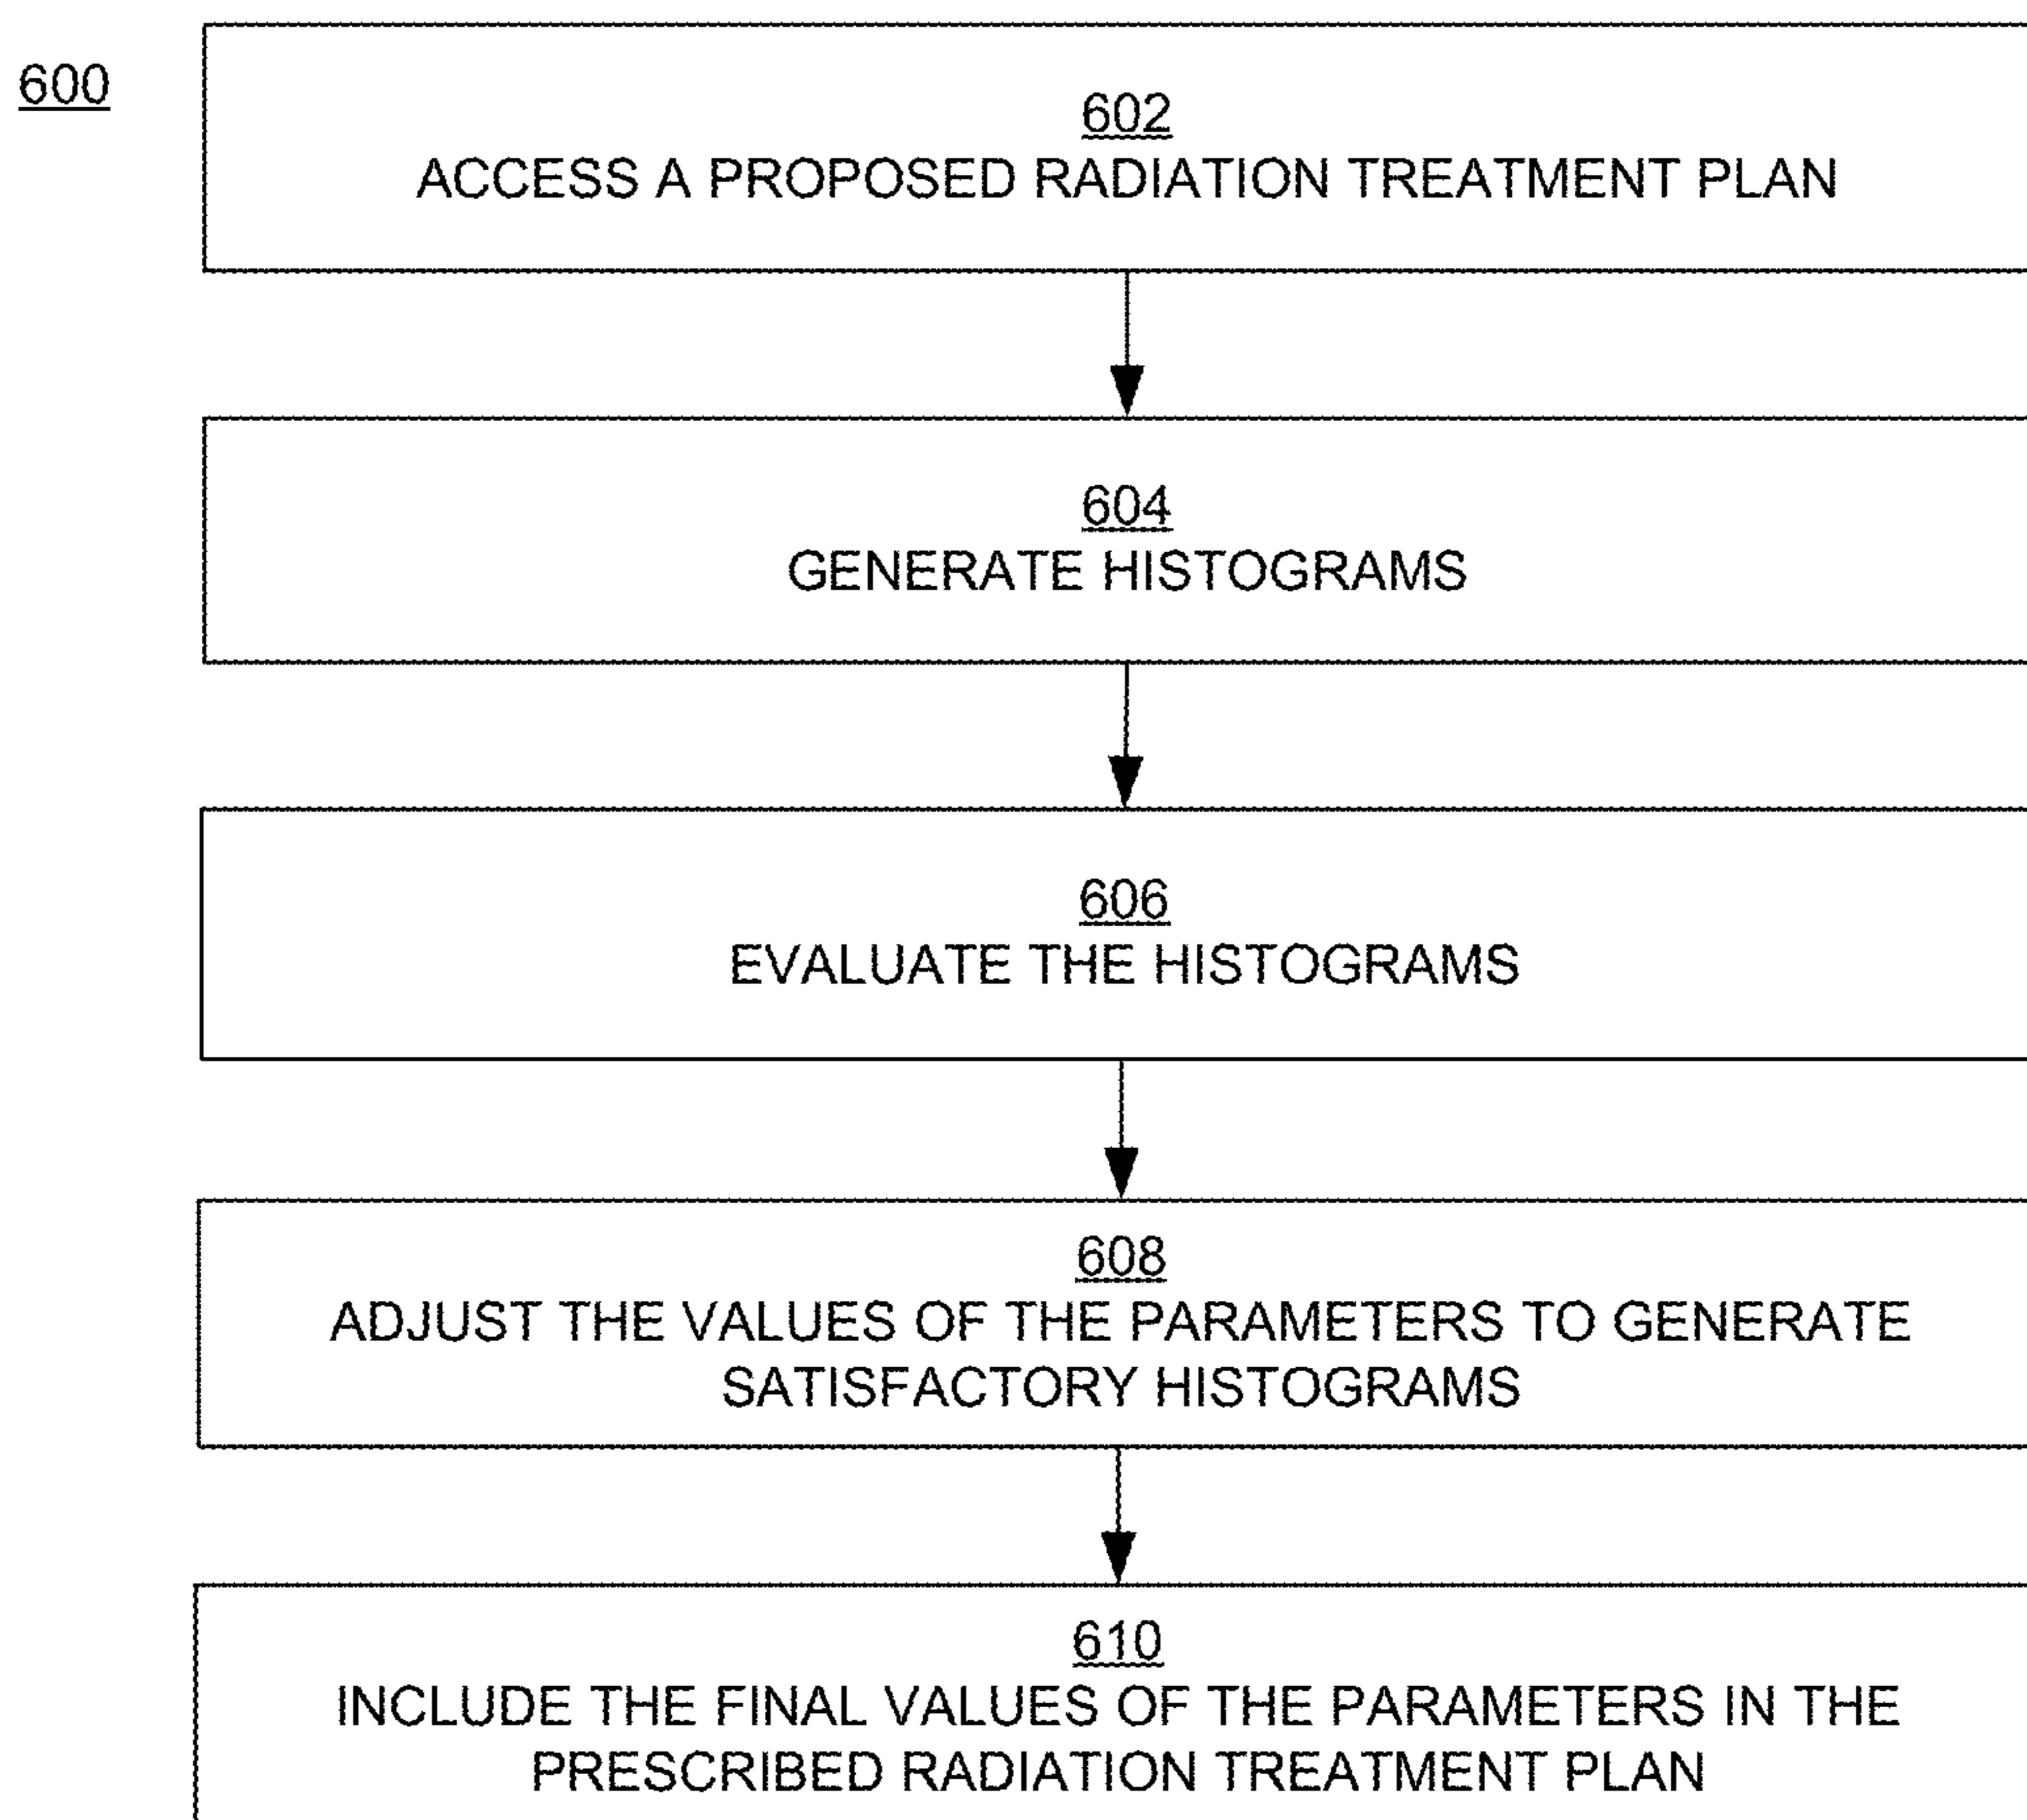 600
602
ACCESS A PROPOSED RADIATION TREATMENT PLAN
604
GENERATE HISTOGRAMS
606
EVALUATE THE HISTOGRAMS
608
ADJUST THE VALUES OF THE PARAMETERS TO GENERATE
SATISFACTORY HISTOGRAMS
610
INCLUDE THE FINAL VALUES OF THE PARAMETERS IN THE
PRESCRIBED RADIATION TREATMENT PLAN